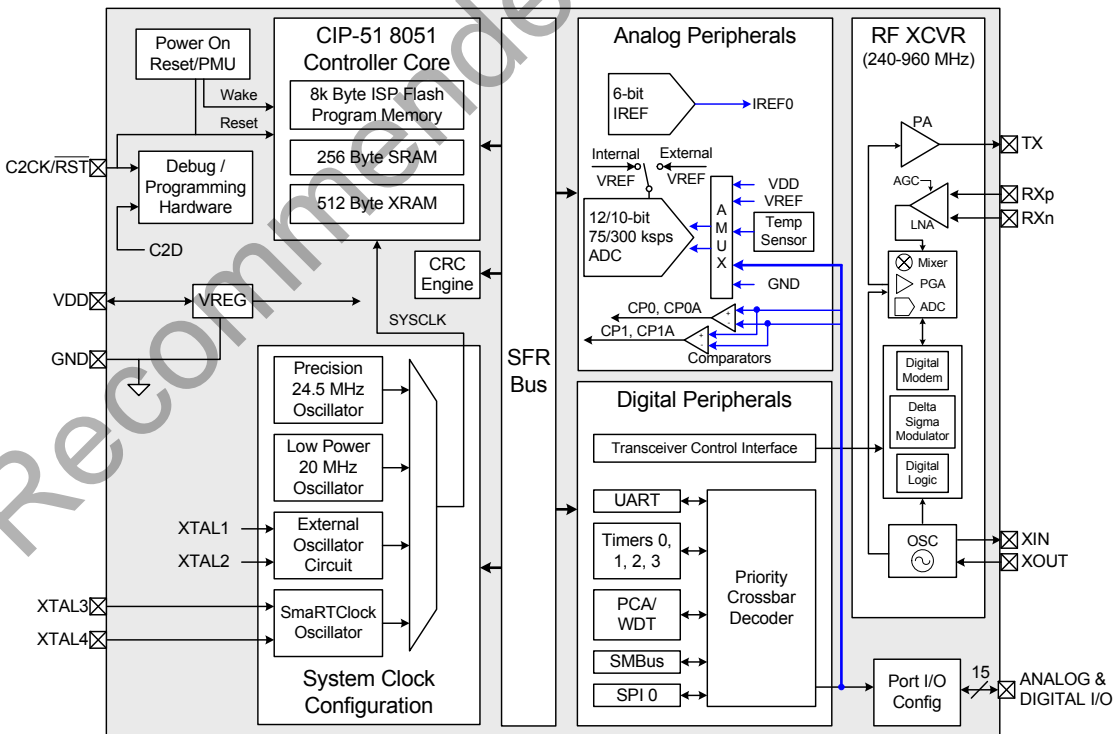 Recommended
Power On
Reset/PMU
Wake
Reset
C2CK/RST
Debug /
Programming
Hardware
C2D
VDD
VREG
GND
CIP-51 8051
Controller Core
8k Byte ISP Flash
Program Memory
256 Byte SRAM
512 Byte XRAM
CRC
Engine
SYSCLK
Precision
24.5 MHz
Oscillator
Low Power
20 MHz
Oscillator
XTAL1
XTAL2
External
Oscillator
Circuit
XTAL3
XTAL4
SmaRTClock
Oscillator
System Clock
Configuration
SFR
Bus
Analog Peripherals
6-bit
IREF
IREF0
Internal
VREF
External
VREF
12/10-bit
75/300 ksps
ADC
A
M
U
X
VDD
VREF
Temp
Sensor
GND
CP0, CP0A
+
-
CP1, CP1A
+
-
Comparators
Digital Peripherals
Transceiver Control Interface
UART
Timers 0,
1, 2, 3
PCA/
WDT
SMBus
SPI 0
Priority
Crossbar
Decoder
RF XCVR
(240-960 MHz)
PA
TX
AGC
LNA
RXp
RXn
Mixer
PGA
ADC
Digital
Modem
Delta
Sigma
Modulator
Digital
Logic
OSC
XIN
XOUT
Port I/O
Config
15
ANALOG &
DIGITAL I/O